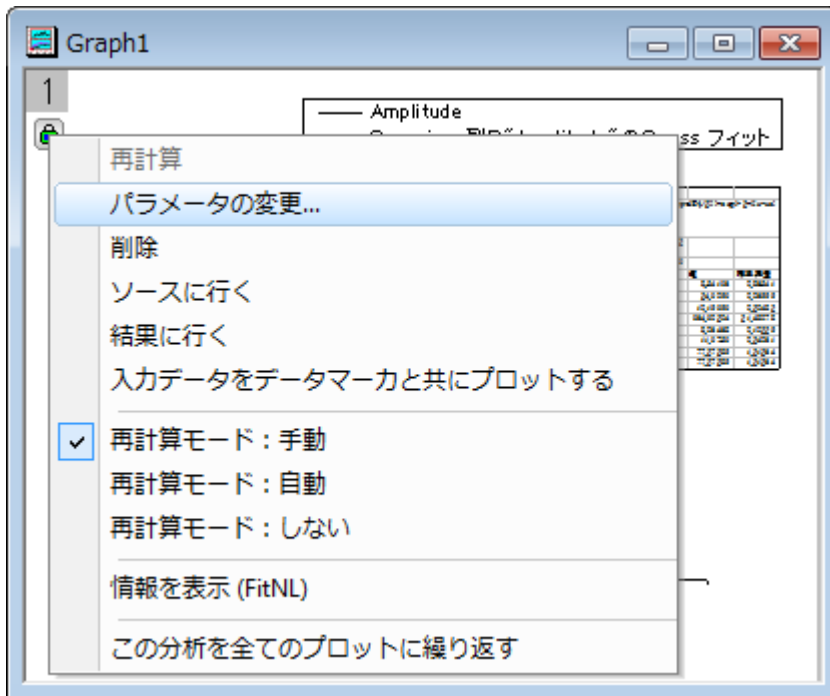 Graph1
1
Amplitude
ss フィット
再計算
パラメータの変更...
削除
ソースに行く
結果に行く
入力データをデータマーカと共にプロットする
再計算モード：手動
再計算モード：自動
再計算モード：しない
情報を表示 (FitNL)
この分析を全てのプロットに繰り返す